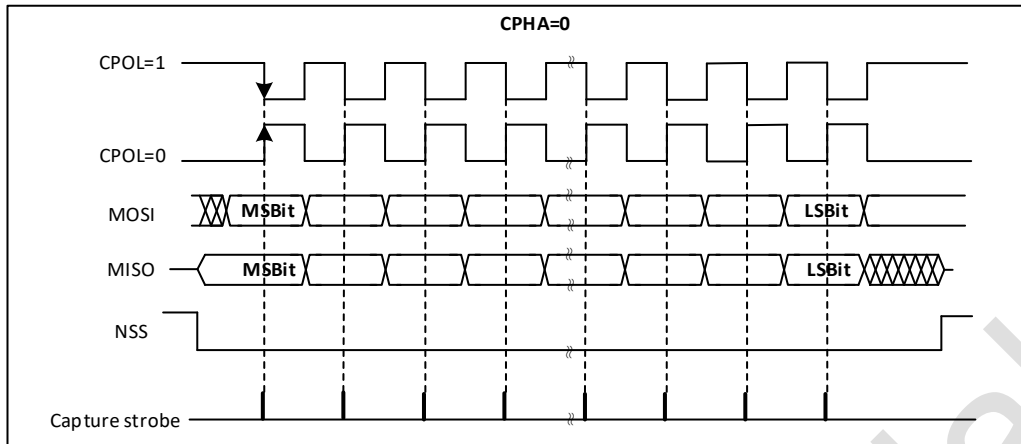 CPHA=0
CPOL=1
CPOL=0
MOSI MSBit LSBit
MISO MSBit LSBit
NSS
Capture strobe